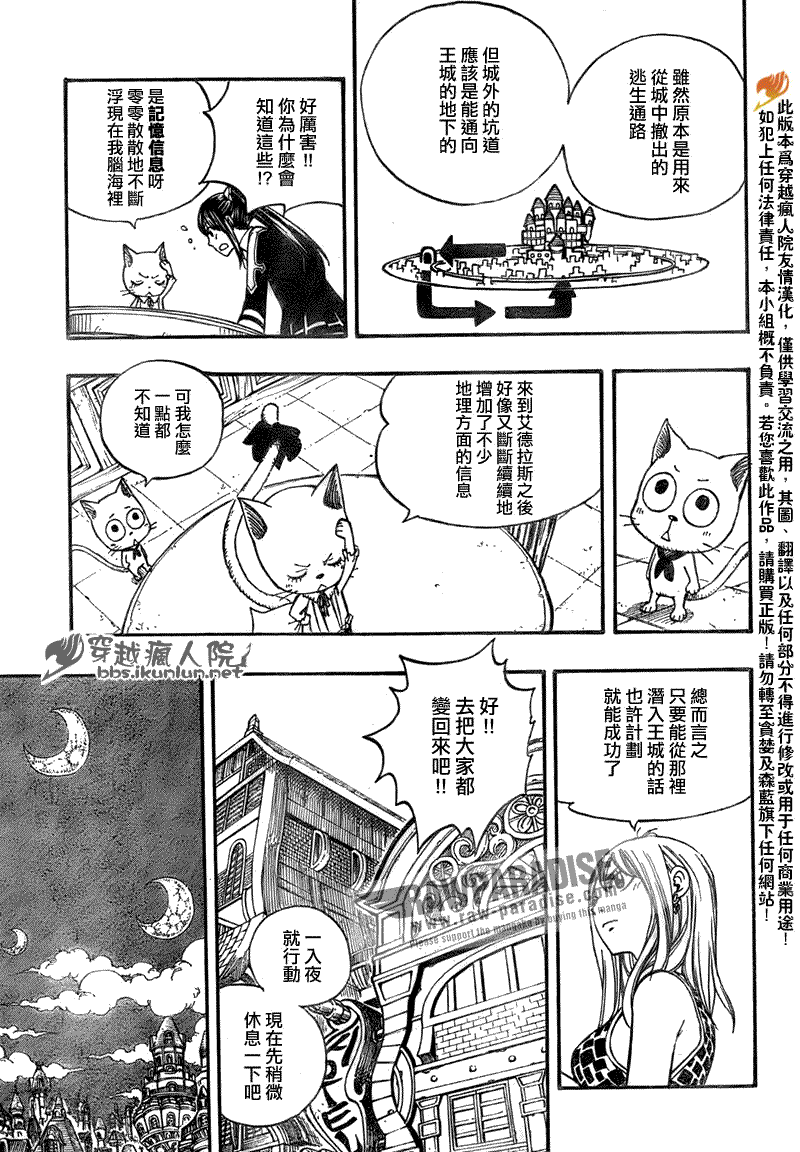 雖然原本是用來
從城中撤出的
逃生通路
但城外的坑道
應該是能通向
王城的地下的
好厲害!!
你為什麼會
知道這些!?
是記憶信息呀
零零散散地不斷
浮現在我腦海裡
來到艾德拉斯之後
好像又斷斷續續地
增加了不少
地理方面的信息
可我怎麼
一點都
不知道
總而言之
只要能從那裡
潛入王城的話
也許計劃
就能成功了
好!!
去把大家都
變回來吧!!
一入夜
就行動
現在先稍微
休息一下吧
穿越瘋人院
bbs.ikunlun.net
RAWPARADISE
www.raw-paradise.com
Please support the mangaka by buying this manga
此版本爲穿越瘋人院友情漢化，僅供學習交流之用，其圖、翻譯以及任何部分不得進行修改或用于任何商業用途！
如犯上任何法律責任，本小組概不負責。若您喜歡此作品，請購買正版！請勿轉至貪婪及森藍旗下任何網站！